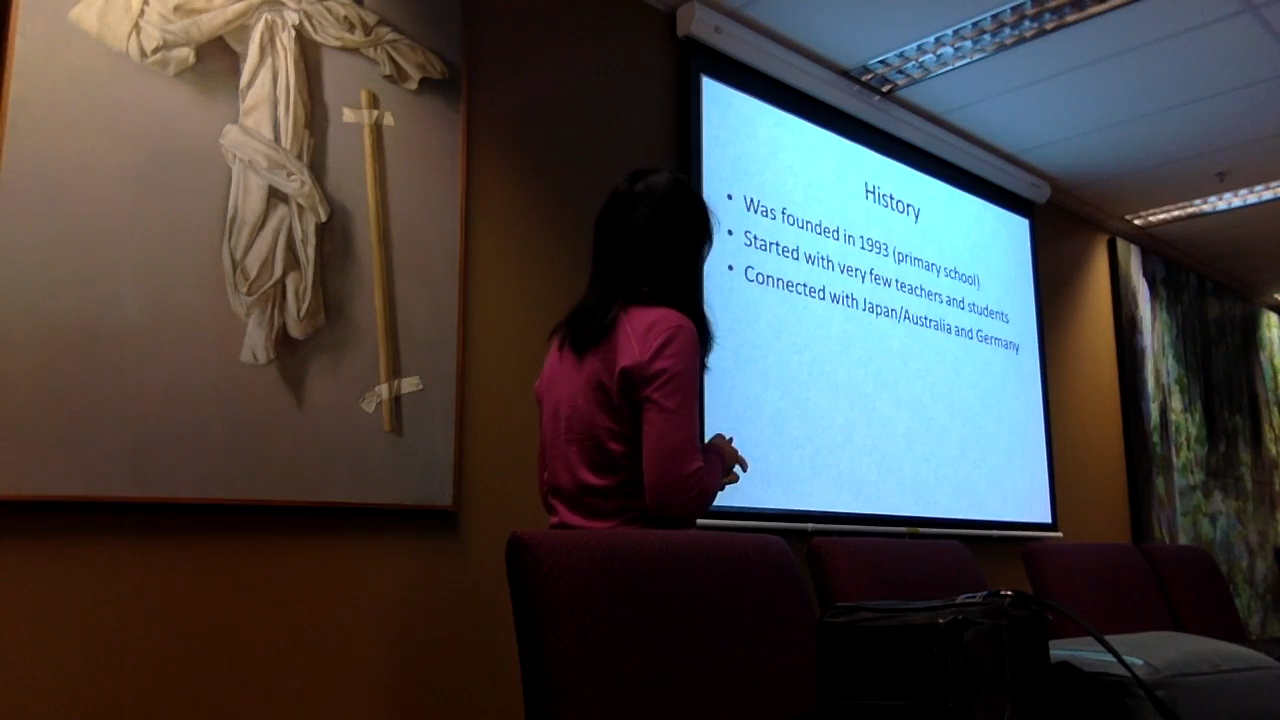 History
• Was founded in 1993 (primary school)
• Started with very few teachers and students
• Connected with Japan/Australia and Germany